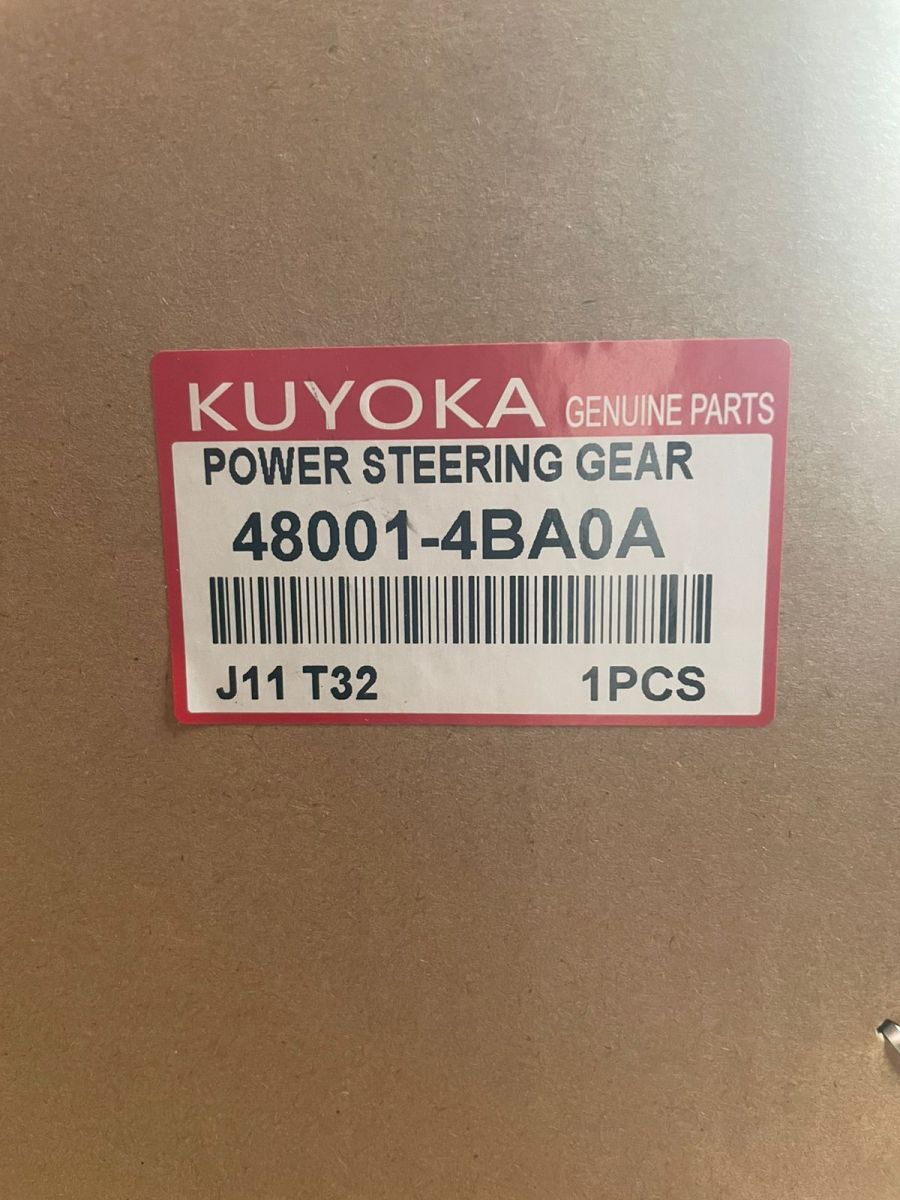 KUYOKA GENUINE PARTS
POWER STEERING GEAR
48001-4BA0A
J11 T32 1PCS